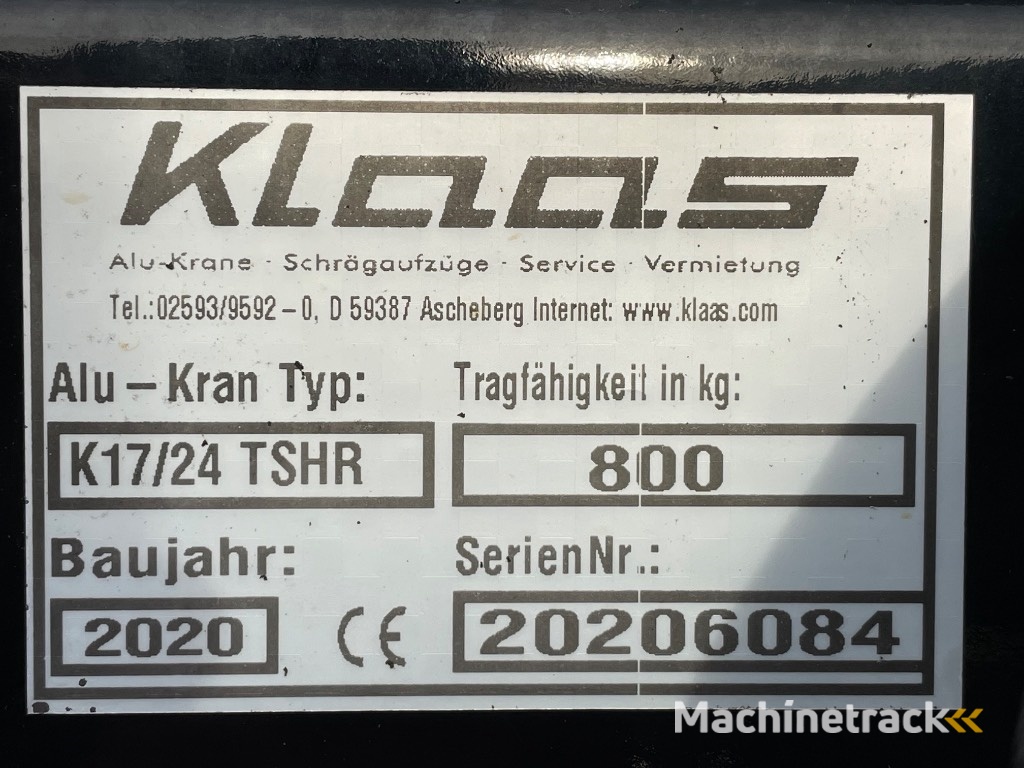 Klaas
Alu-Krane · Schrägaufzüge · Service · Vermietung
Tel.:02593/9592–0, D 59387 Ascheberg Internet: www.klaas.com
Alu – Kran Typ: Tragfähigkeit in kg:
K17/24 TSHR 800
Baujahr: SerienNr.:
2020 CE 20206084
Machinetrack